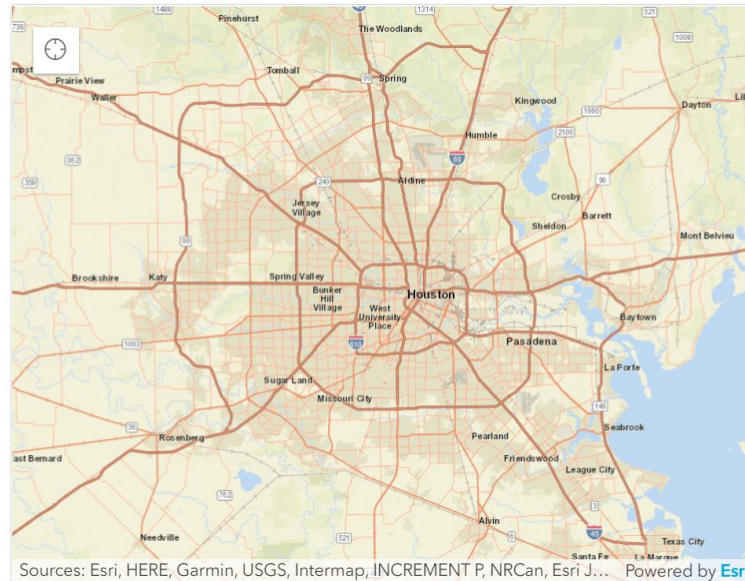 1488
1314
321
736
Pinehurst
The Woodlands
1008
Tomball
99
Spring
Prairie View
Waller
Kingwood
1960
Dayton
Humble
2100
362
69
359
249
Aldine
90
Crosby
Jersey
Village
Barrett
Sheldon
99
Mont Belvieu
Brookshire
Katy
Spring Valley
Bunker
Hill
Village
Houston
West
University
Place
Baytown
1093
610
Pasadena
La Porte
Sugar Land
Missouri City
146
36
Rosenberg
Pearland
Seabrook
ast Bernard
Friendswood
League City
762
3
Alvin
45
Needville
521
6
Texas City
Santa Fe
La Marque
Sources: Esri, HERE, Garmin, USGS, Intermap, INCREMENT P, NRCan, Esri J... Powered by Esr